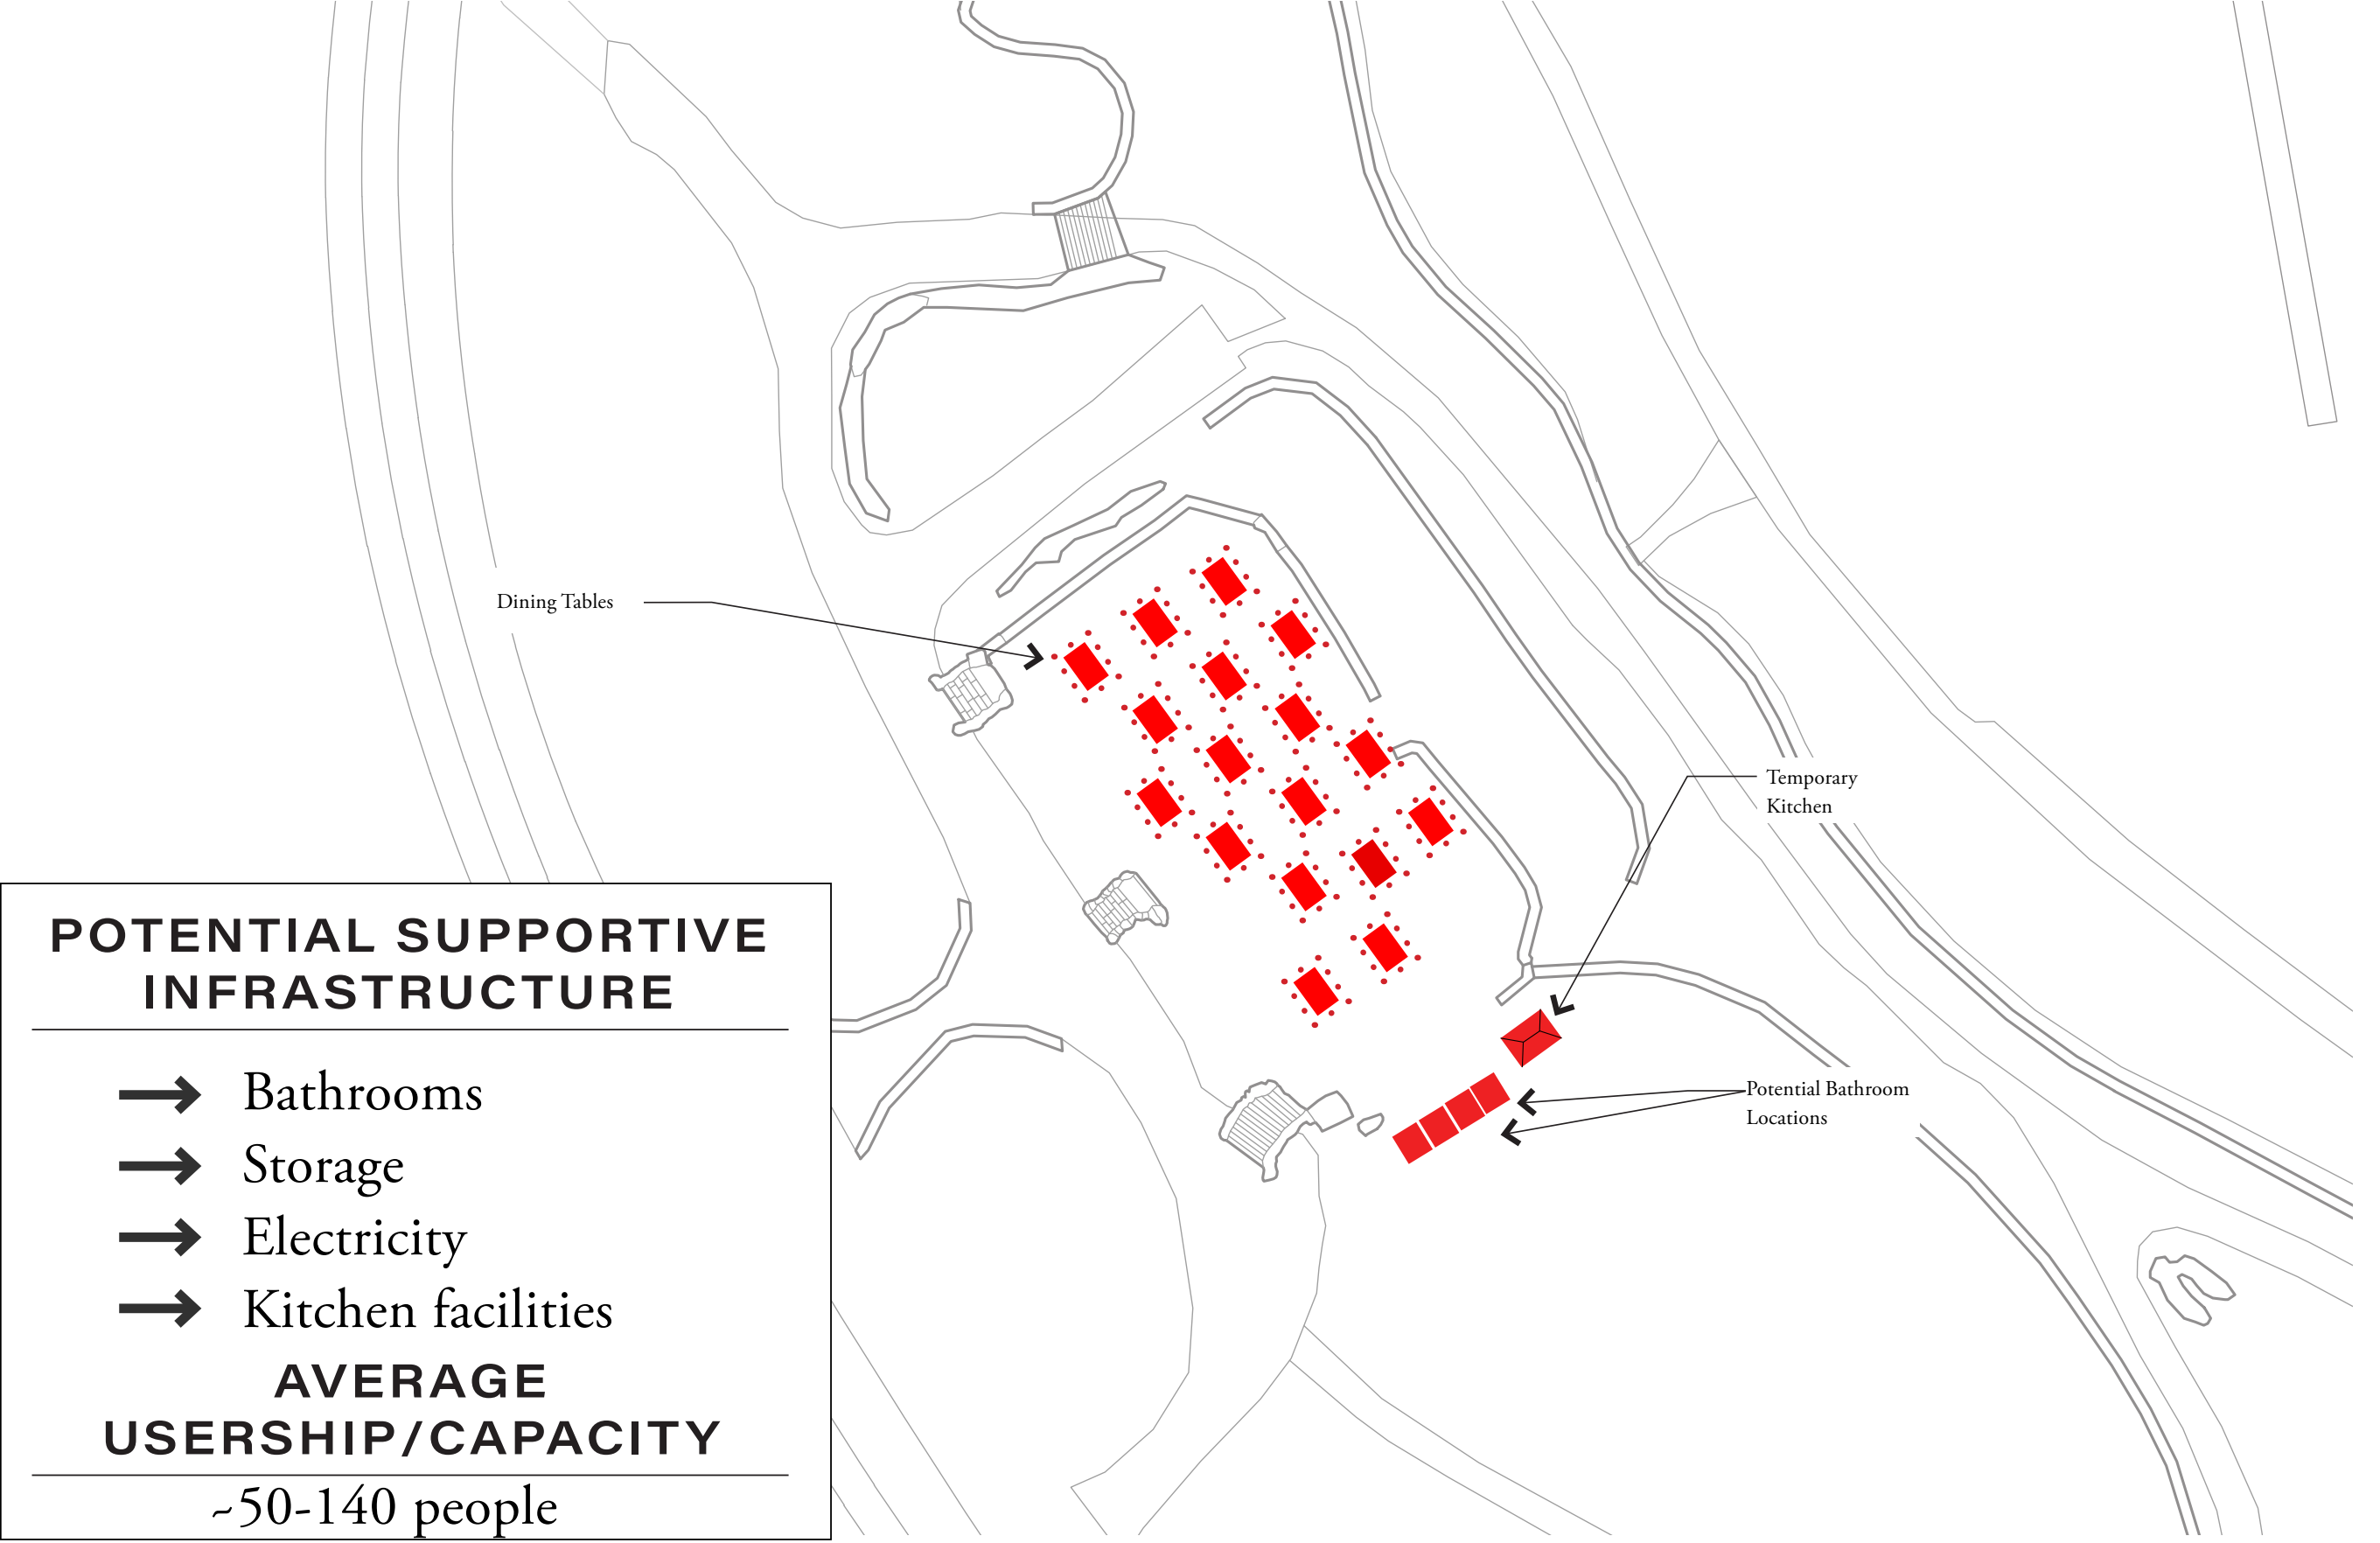 Dining Tables
Temporary
Kitchen
Potential Bathroom
Locations
POTENTIAL SUPPORTIVE
INFRASTRUCTURE
Bathrooms
Storage
Electricity
Kitchen facilities
AVERAGE
USERSHIP/CAPACITY
~50-140 people